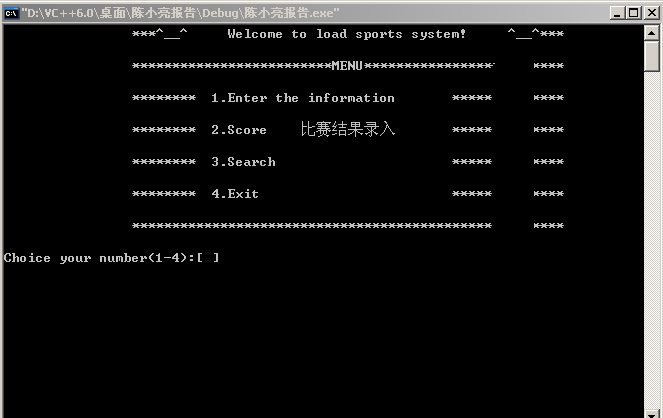 "D:\VC++6.0\桌面\陈小亮报告\Debug\陈小亮报告.exe"
***^__^ Welcome to load sports system! ^__^***
*************************MENU**************** ****
******** 1.Enter the information ***** ****
******** 2.Score 比赛结果录入 ***** ****
******** 3.Search ***** ****
******** 4.Exit ***** ****
********************************************* ****
Choice your number(1-4):[ ]